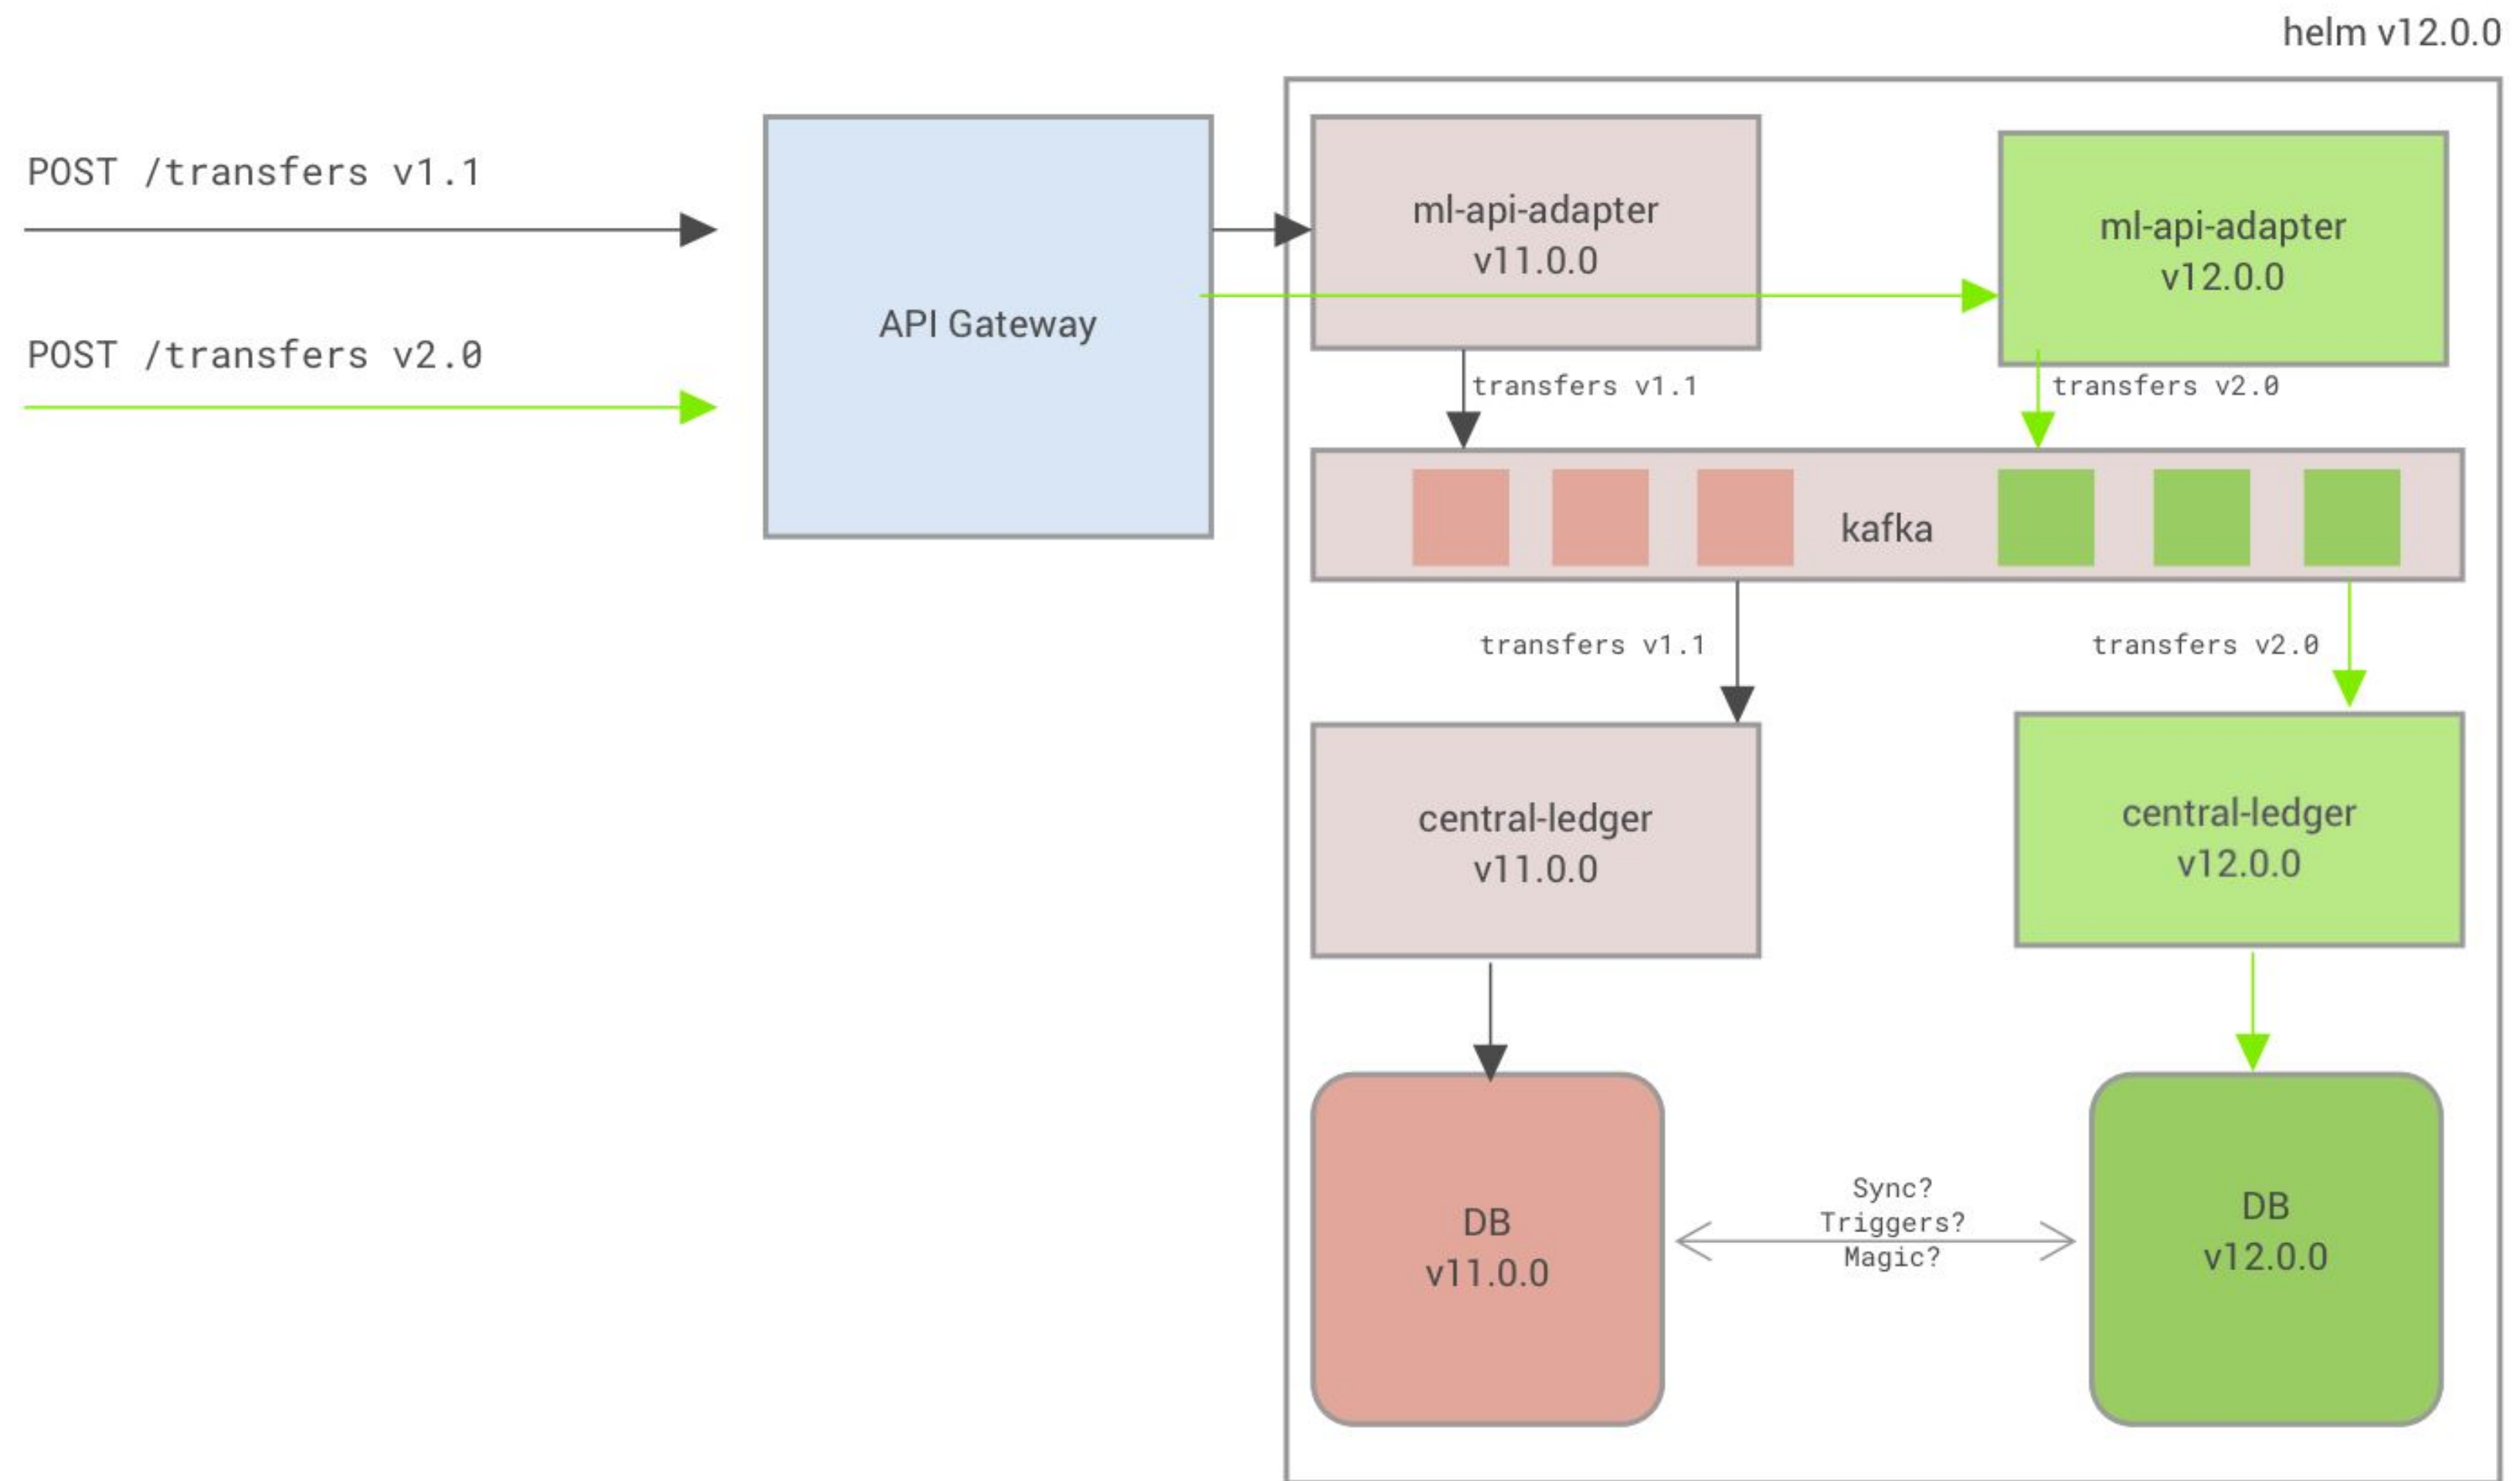 helm v12.0.0
POST /transfers v1.1
POST /transfers v2.0
API Gateway
ml-api-adapter
v11.0.0
ml-api-adapter
v12.0.0
transfers v1.1
transfers v2.0
kafka
transfers v1.1
transfers v2.0
central-ledger
v11.0.0
central-ledger
v12.0.0
DB
v11.0.0
Sync?
Triggers?
Magic?
DB
v12.0.0